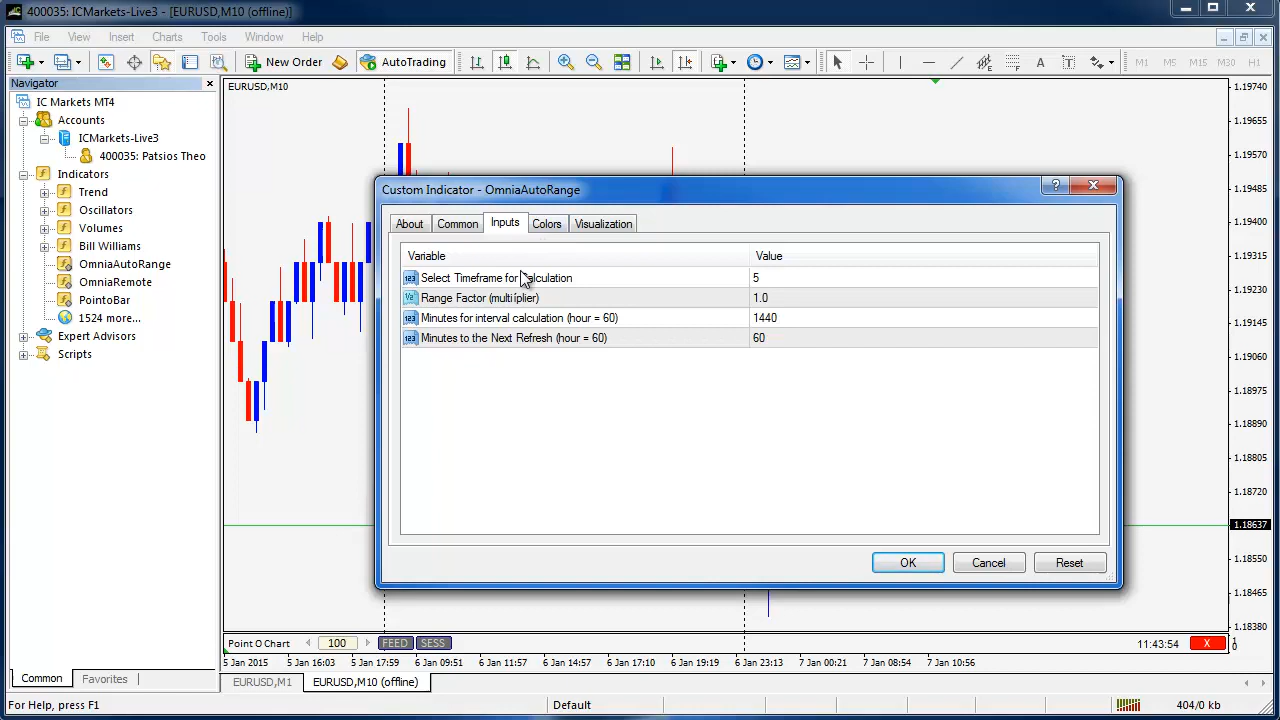 400035: ICMarkets-Live3 - [EURUSD,M10 (offline)]
File View Insert Charts Tools Window Help
New Order AutoTrading A T M1 M5 M15 M30 H1
Navigator
IC Markets MT4
Accounts
ICMarkets-Live3
400035: Patsios Theo
Indicators
Trend
Oscillators
Volumes
Bill Williams
OmniaAutoRange
OmniaRemote
PointoBar
1524 more...
Expert Advisors
Scripts
Common Favorites
EURUSD,M10
Custom Indicator - OmniaAutoRange
About Common Inputs Colors Visualization
Variable Value
Select Timeframe for calculation 5
Range Factor (multiplier) 1.0
Minutes for interval calculation (hour = 60) 1440
Minutes to the Next Refresh (hour = 60) 60
OK Cancel Reset
1.19740
1.19655
1.19570
1.19485
1.19400
1.19315
1.19230
1.19145
1.19060
1.18975
1.18890
1.18805
1.18720
1.18637
1.18550
1.18465
1.18380
Point O Chart 100 FEED SESS 11:43:54 X 1
0
5 Jan 2015 5 Jan 16:03 5 Jan 17:59 6 Jan 09:51 6 Jan 11:57 6 Jan 14:57 6 Jan 17:10 6 Jan 19:19 6 Jan 23:13 7 Jan 00:21 7 Jan 08:54 7 Jan 10:56
EURUSD,M1 EURUSD,M10 (offline)
For Help, press F1 Default 404/0 kb